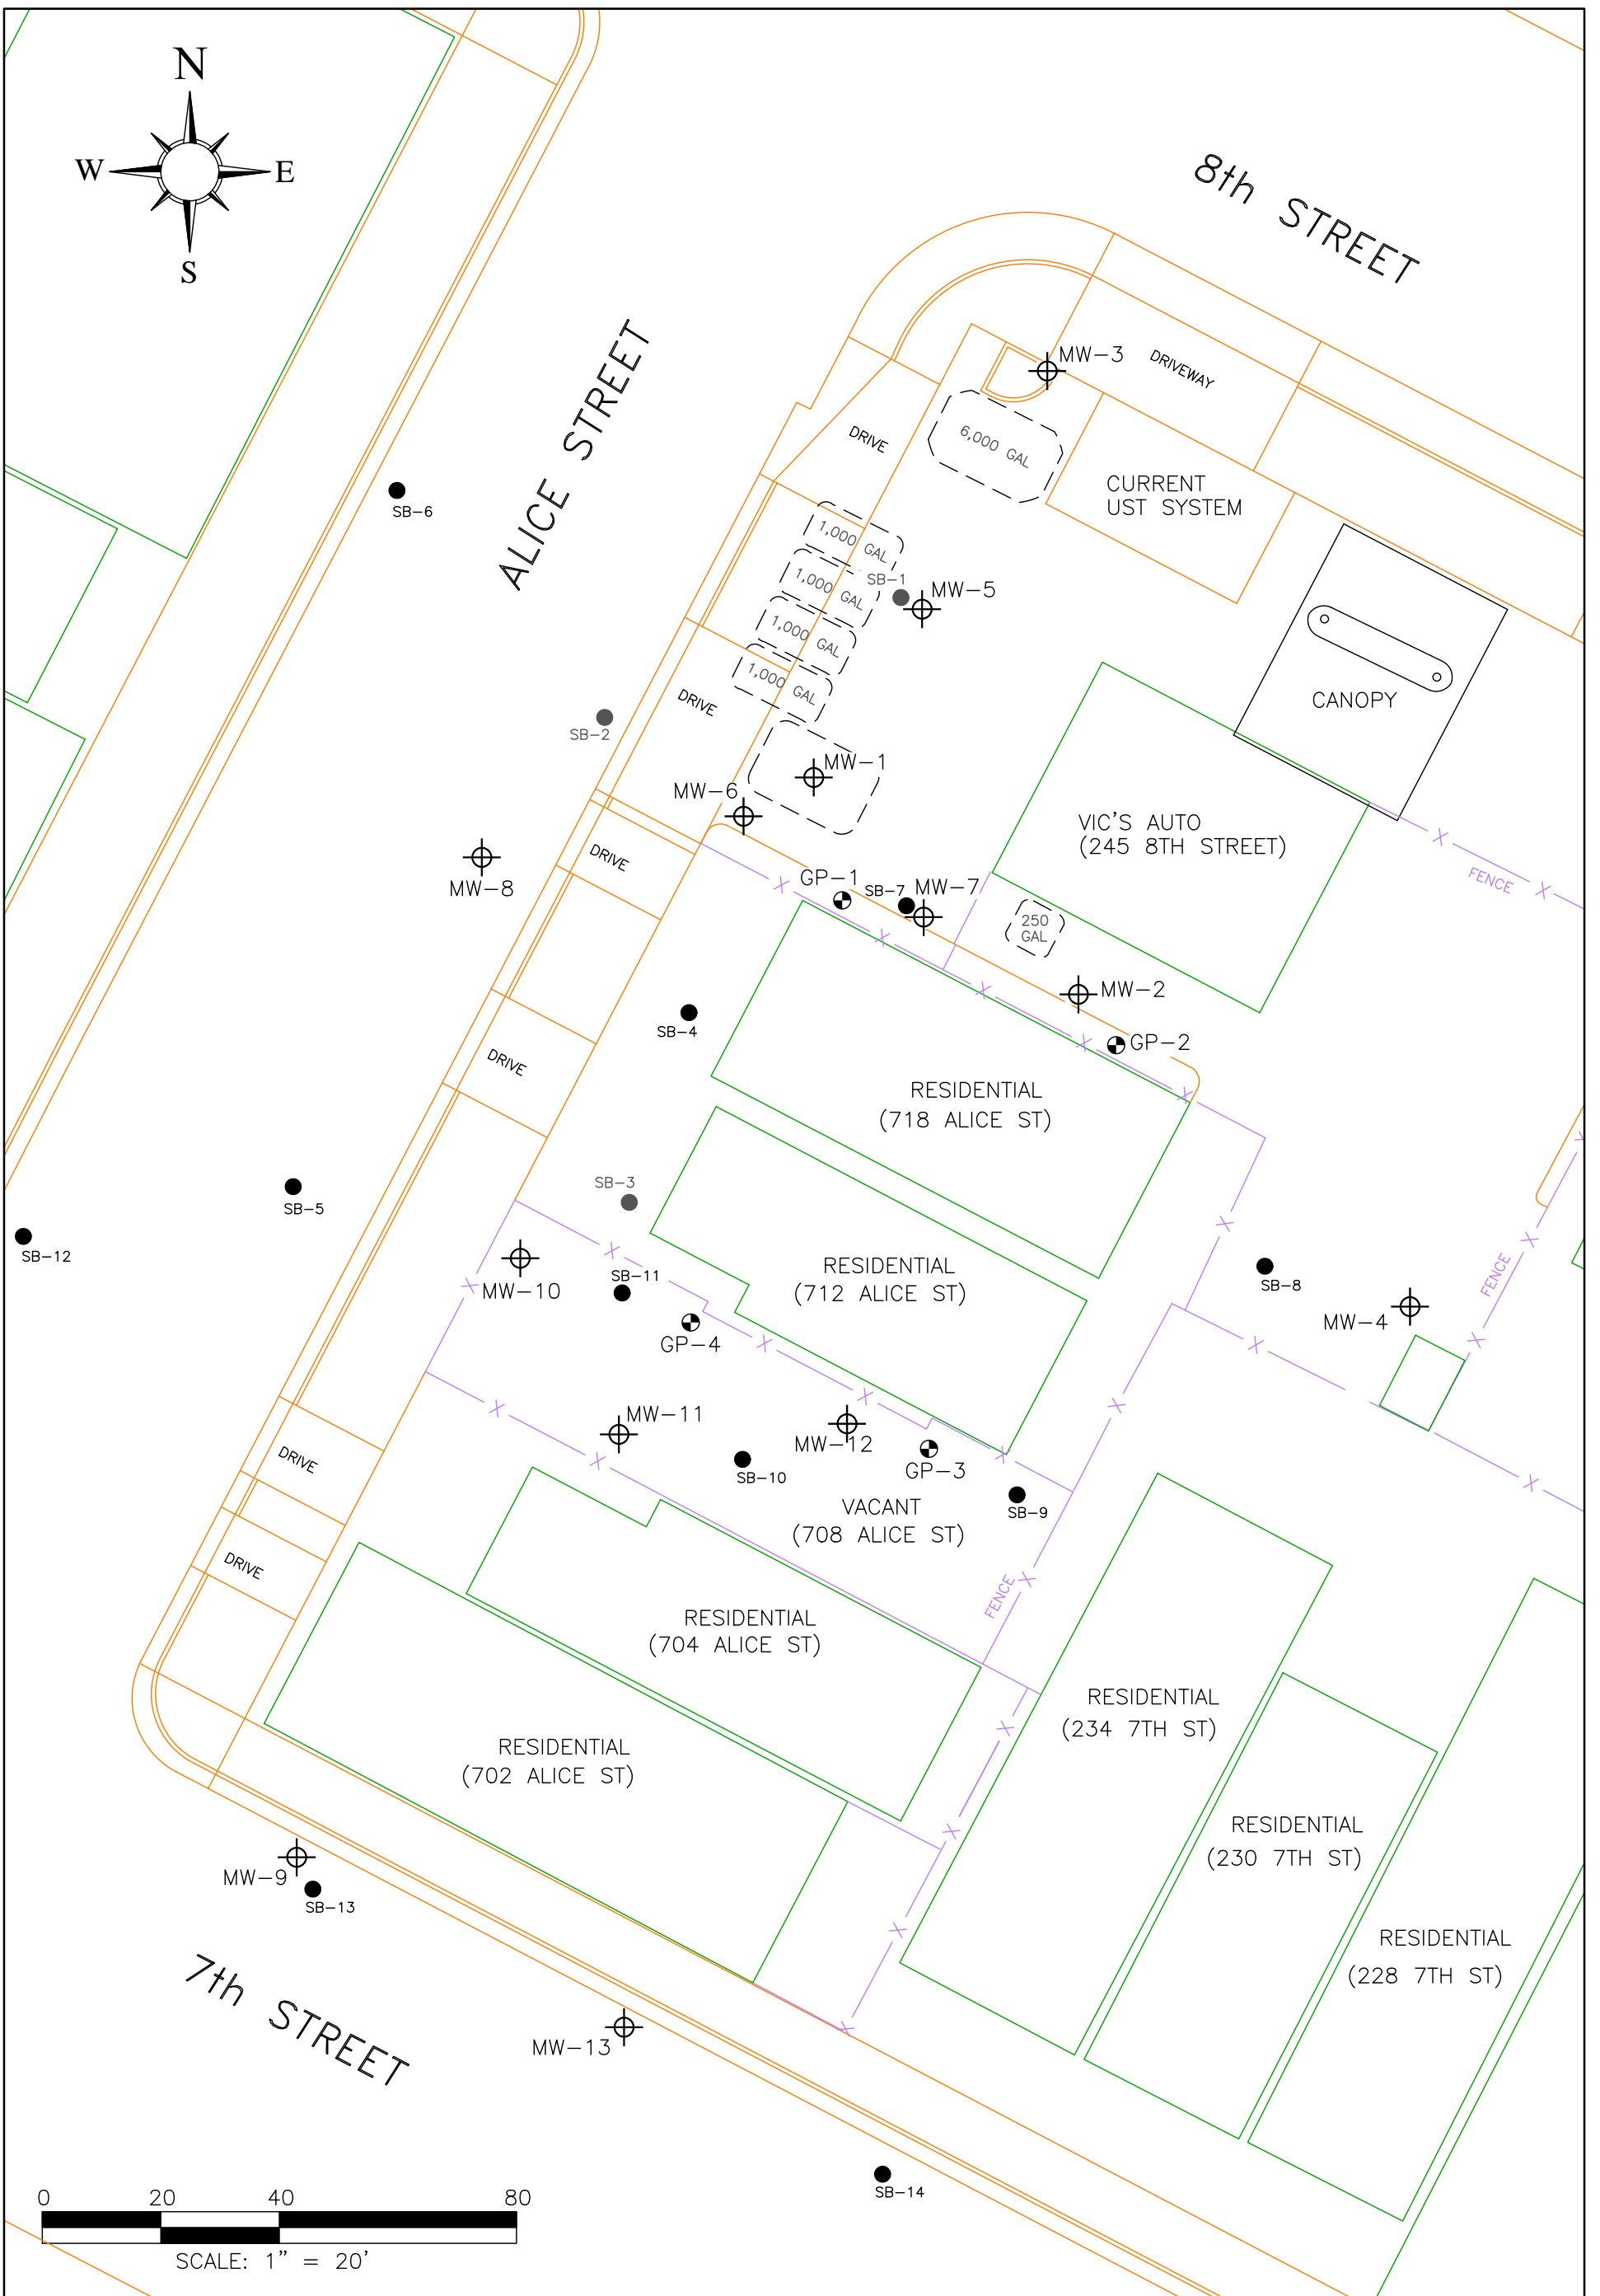 N
W
E
S
8th STREET
ALICE STREET
MW-3
DRIVEWAY
DRIVE
6,000 GAL
CURRENT
UST SYSTEM
SB-6
1,000 GAL
1,000 GAL
SB-1
MW-5
1,000 GAL
1,000 GAL
DRIVE
CANOPY
SB-2
MW-1
MW-6
VIC'S AUTO
(245 8TH STREET)
DRIVE
MW-8
GP-1
SB-7
MW-7
FENCE
250
GAL
MW-2
SB-4
GP-2
DRIVE
RESIDENTIAL
(718 ALICE ST)
SB-3
SB-5
SB-12
RESIDENTIAL
(712 ALICE ST)
SB-11
MW-10
SB-8
FENCE
MW-4
GP-4
MW-11
MW-12
DRIVE
SB-10
GP-3
VACANT
(708 ALICE ST)
SB-9
DRIVE
FENCE
RESIDENTIAL
(704 ALICE ST)
RESIDENTIAL
(234 7TH ST)
RESIDENTIAL
(702 ALICE ST)
RESIDENTIAL
(230 7TH ST)
MW-9
SB-13
RESIDENTIAL
(228 7TH ST)
7th STREET
MW-13
SB-14
0 20 40 80
SCALE: 1" = 20'